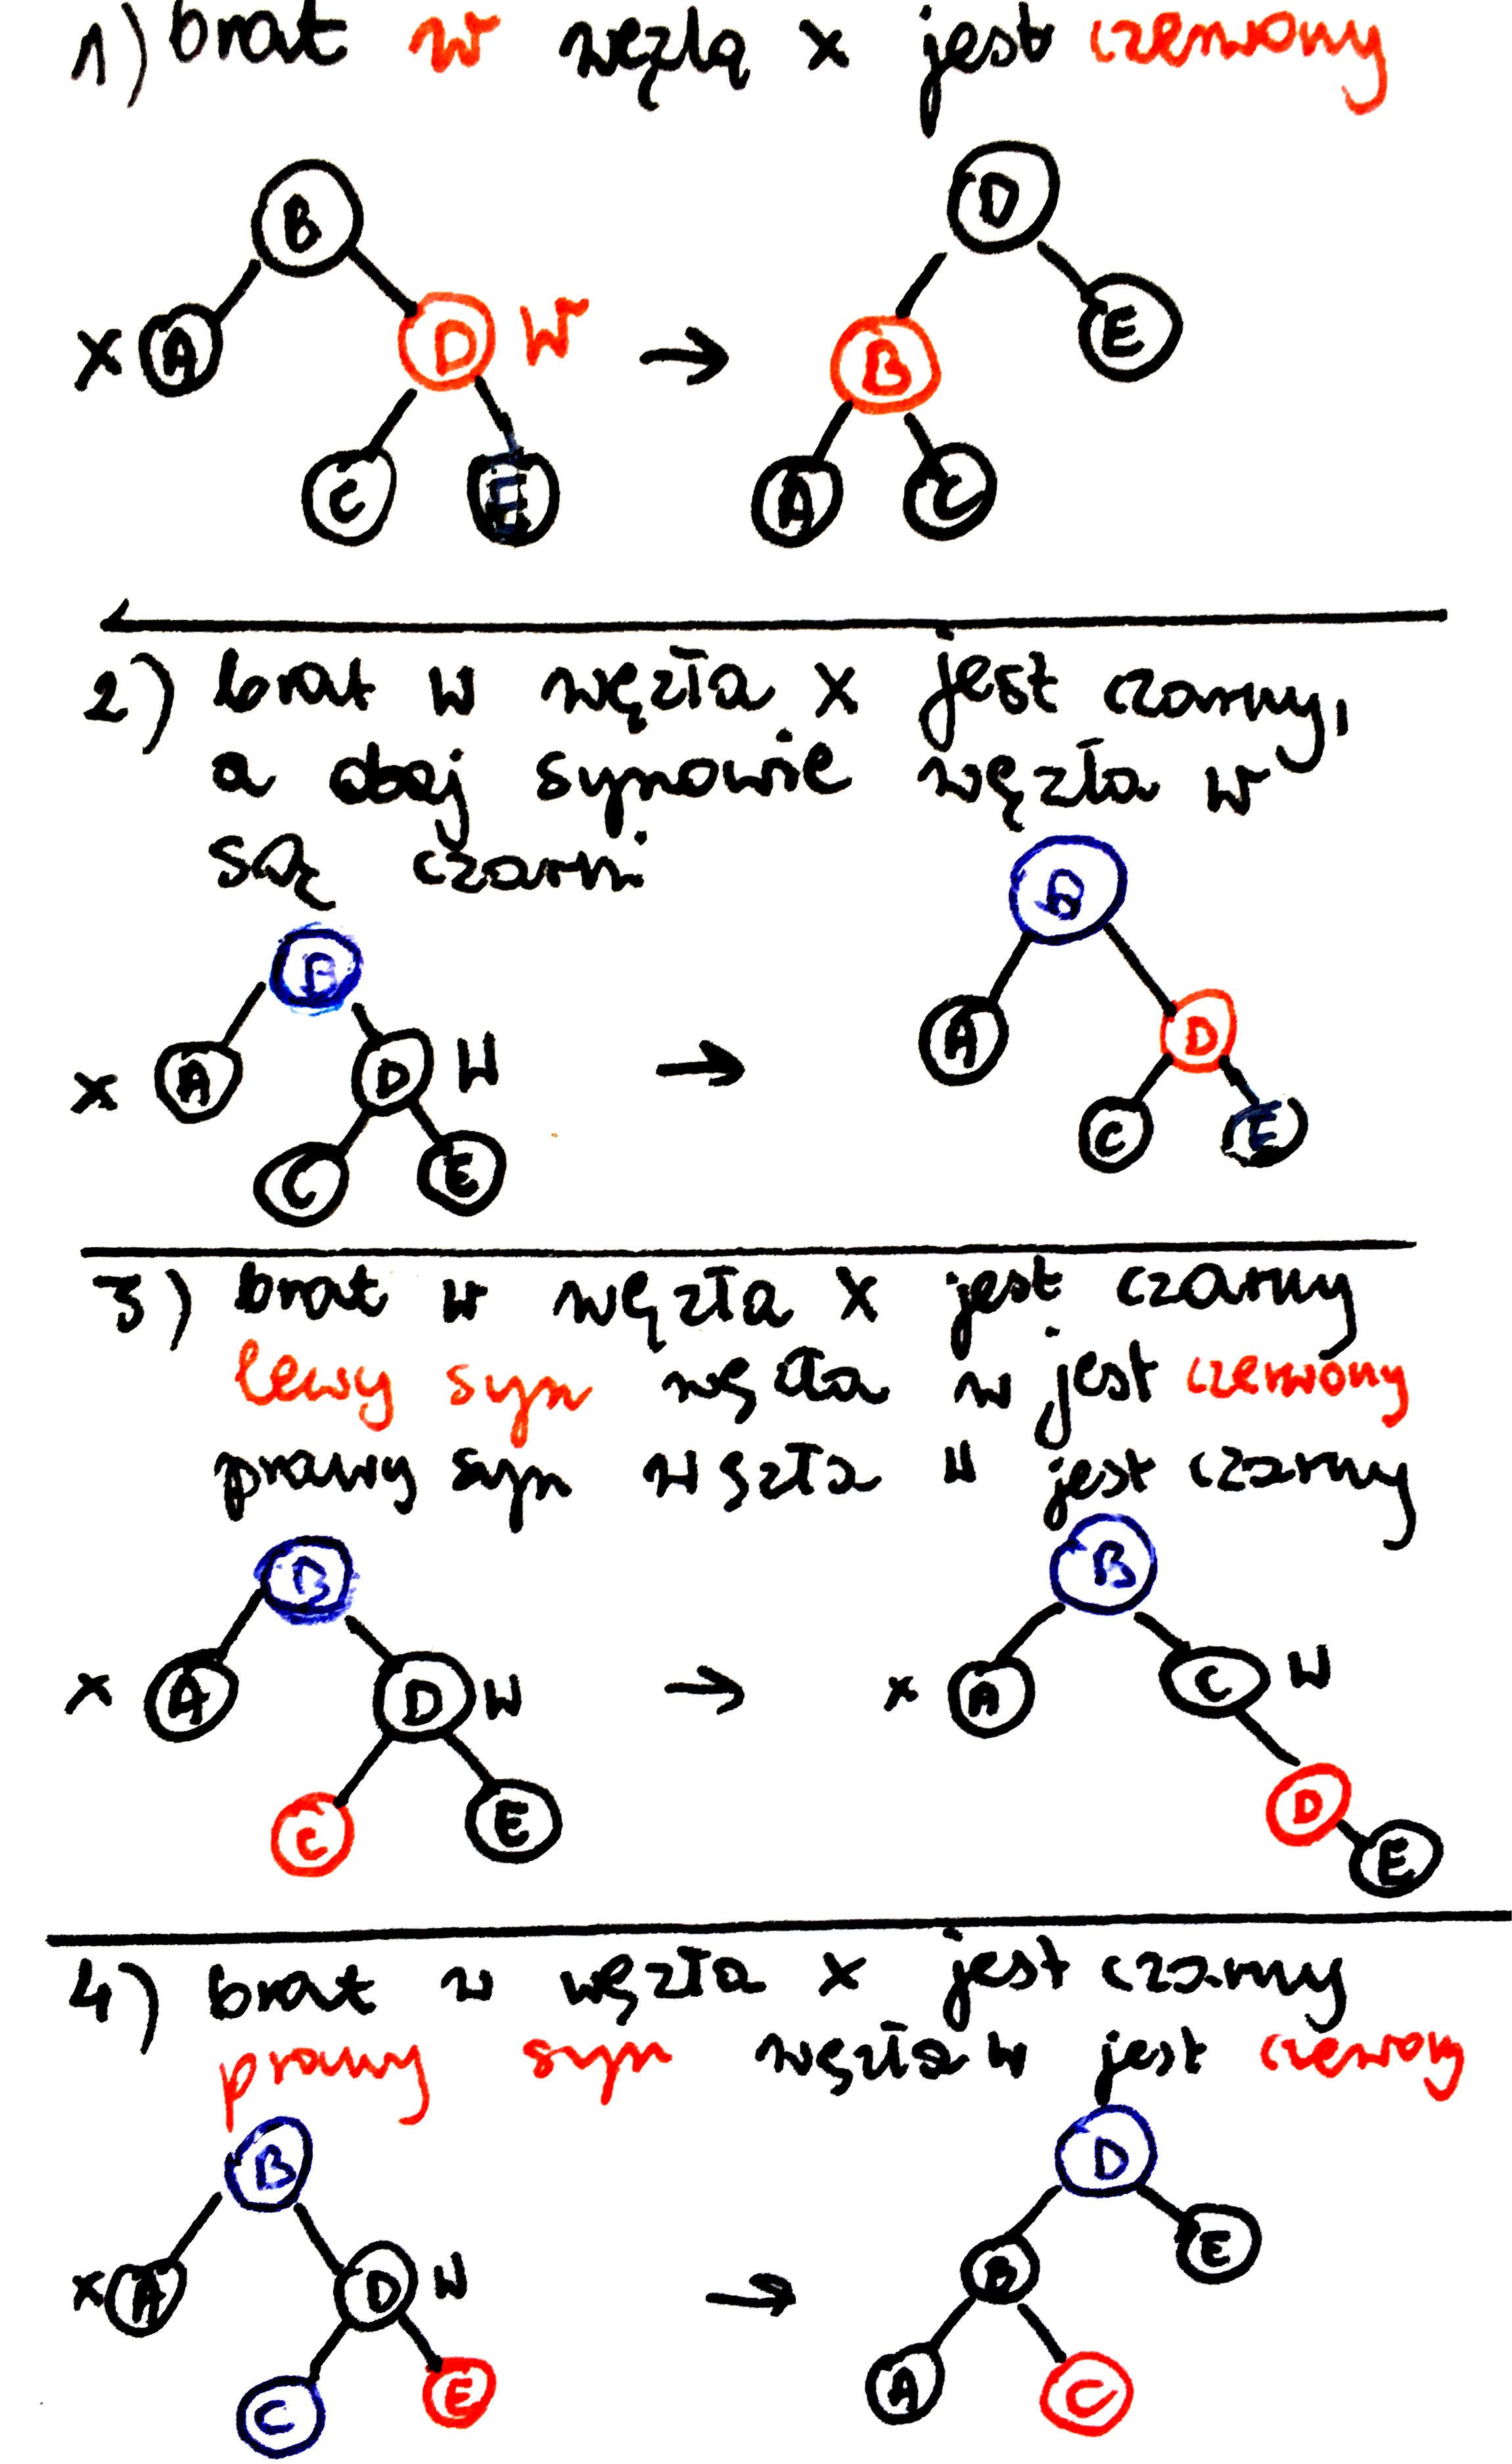 1) brat w węzłą x jest czerwony
B D
x A D w → B E
C E A C
2) brat w węzła x jest czarny,
a obaj synowie węzła w
są czarni
B B
x A D w → A D
C E C E
3) brat w węzła x jest czarny
lewy syn węzła w jest czerwony
prawy syn węzła w jest czarny
B B
x A D w → x A C w
C E D E
4) brat w węzła x jest czarny
prawy syn węzła w jest czerwony
B D
x A D w → B E
C E A C